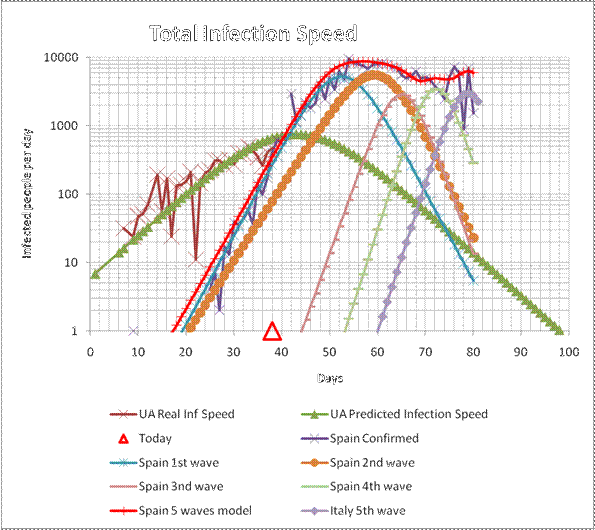 Total Infection Speed
Infected people per day
10000
1000
100
10
1
0 10 20 30 40 50 60 70 80 90 100
Days
UA Real Inf Speed
UA Predicted Infection Speed
Today
Spain Confirmed
Spain 1st wave
Spain 2nd wave
Spain 3nd wave
Spain 4th wave
Spain 5 waves model
Italy 5th wave